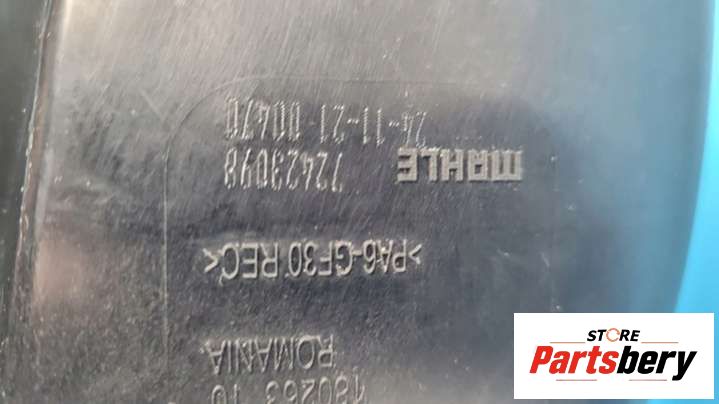 ROMANIA
>PA6-GF30 REC<
MAHLE 72423098
24-11-21 00470
STORE
Partsbery